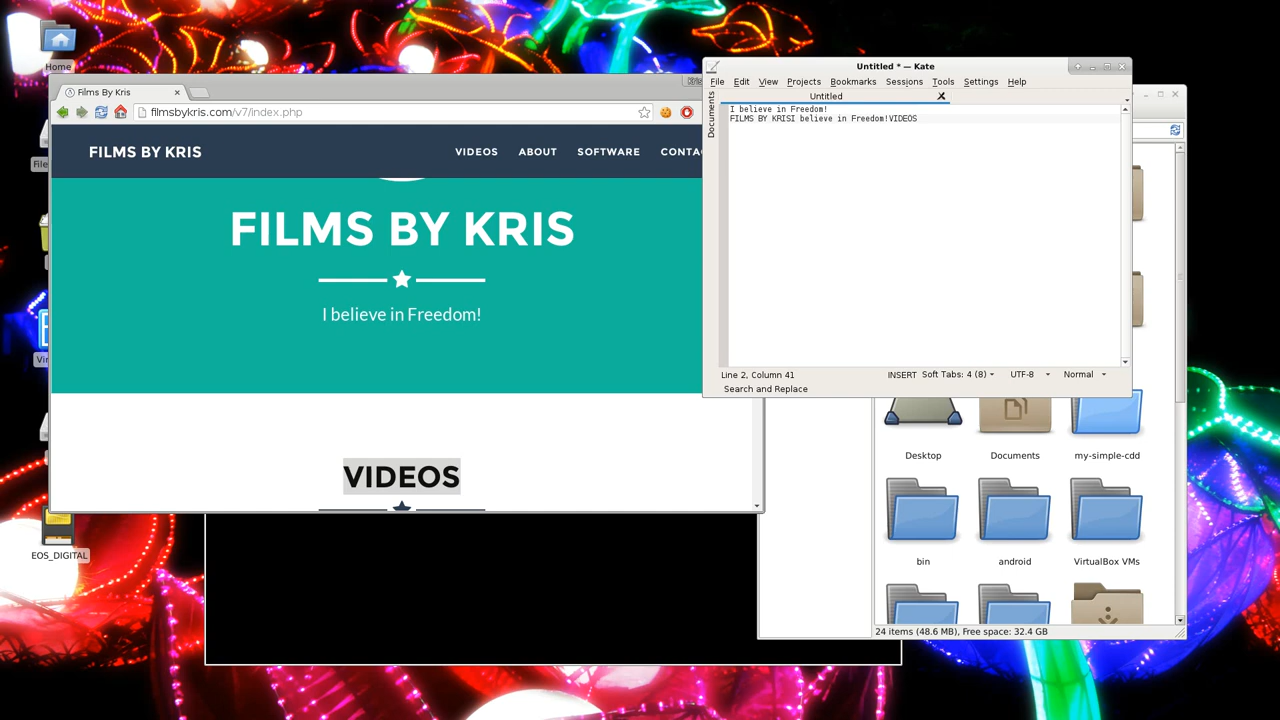 Home
File
Vir
EOS_DIGITAL
Films By Kris
filmsbykris.com/v7/index.php
FILMS BY KRIS
VIDEOS ABOUT SOFTWARE CONTA
FILMS BY KRIS
I believe in Freedom!
VIDEOS
Untitled * — Kate
File Edit View Projects Bookmarks Sessions Tools Settings Help
Untitled
Documents
I believe in Freedom!
FILMS BY KRISI believe in Freedom!VIDEOS
Line 2, Column 41 INSERT Soft Tabs: 4 (8) UTF-8 Normal
Search and Replace
Desktop Documents my-simple-cdd
bin android VirtualBox VMs
24 items (48.6 MB), Free space: 32.4 GB